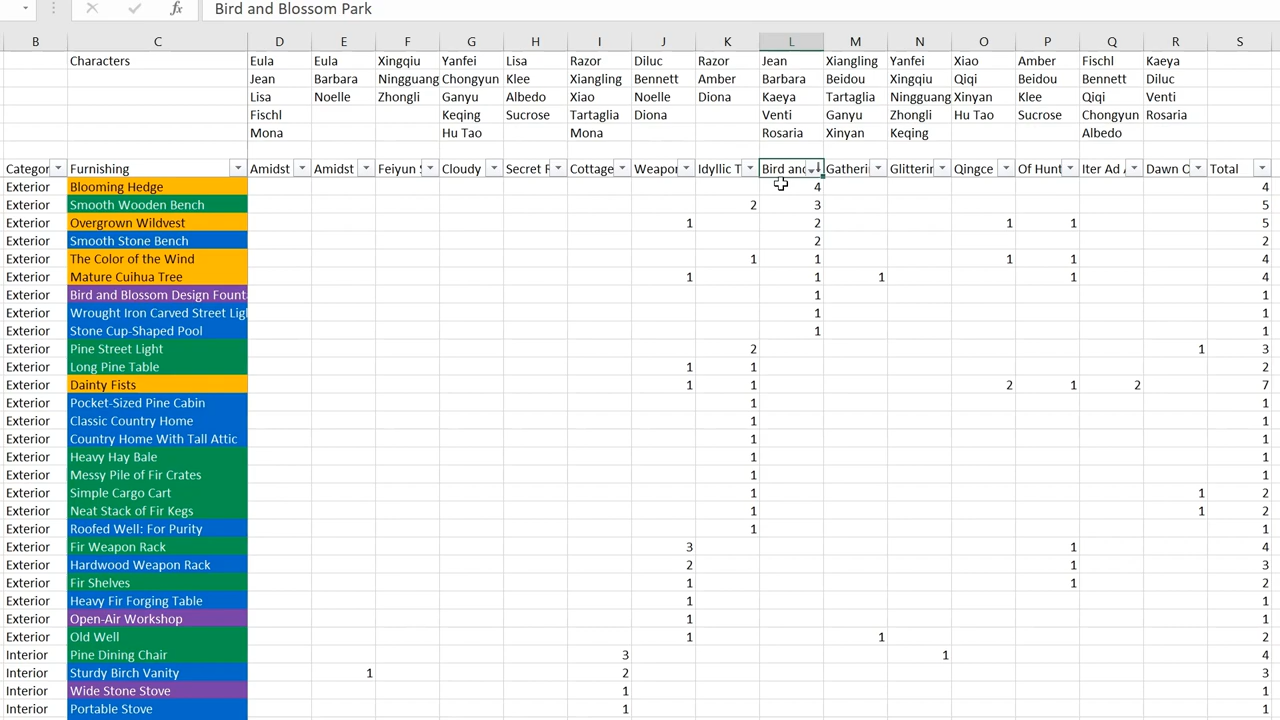 fx Bird and Blossom Park
B C D E F G H I J K L M N O P Q R S
Characters Eula Eula Xingqiu Yanfei Lisa Razor Diluc Razor Jean Xiangling Yanfei Xiao Amber Fischl Kaeya
Jean Barbara Ningguang Chongyun Klee Xiangling Bennett Amber Barbara Beidou Xingqiu Qiqi Beidou Bennett Diluc
Lisa Noelle Zhongli Ganyu Albedo Xiao Noelle Diona Kaeya Tartaglia Ningguang Xinyan Klee Qiqi Venti
Fischl Keqing Sucrose Tartaglia Diona Venti Ganyu Zhongli Hu Tao Sucrose Chongyun Rosaria
Mona Hu Tao Mona Rosaria Xinyan Keqing Albedo
Categor Furnishing Amidst Amidst Feiyun Cloudy Secret F Cottage Weapor Idyllic T Bird and Gatheri Glitterir Qingce Of Hunt Iter Ad Dawn O Total
Exterior Blooming Hedge 4 4
Exterior Smooth Wooden Bench 2 3 5
Exterior Overgrown Wildvest 1 2 1 1 5
Exterior Smooth Stone Bench 2 2
Exterior The Color of the Wind 1 1 1 1 4
Exterior Mature Cuihua Tree 1 1 1 1 4
Exterior Bird and Blossom Design Founta 1 1
Exterior Wrought Iron Carved Street Ligh 1 1
Exterior Stone Cup-Shaped Pool 1 1
Exterior Pine Street Light 2 1 3
Exterior Long Pine Table 1 1 2
Exterior Dainty Fists 1 1 2 1 2 7
Exterior Pocket-Sized Pine Cabin 1 1
Exterior Classic Country Home 1 1
Exterior Country Home With Tall Attic 1 1
Exterior Heavy Hay Bale 1 1
Exterior Messy Pile of Fir Crates 1 1
Exterior Simple Cargo Cart 1 1 2
Exterior Neat Stack of Fir Kegs 1 1 2
Exterior Roofed Well: For Purity 1 1
Exterior Fir Weapon Rack 3 1 4
Exterior Hardwood Weapon Rack 2 1 3
Exterior Fir Shelves 1 1 2
Exterior Heavy Fir Forging Table 1 1
Exterior Open-Air Workshop 1 1
Exterior Old Well 1 1 2
Interior Pine Dining Chair 3 1 4
Interior Sturdy Birch Vanity 1 2 3
Interior Wide Stone Stove 1 1
Interior Portable Stove 1 1